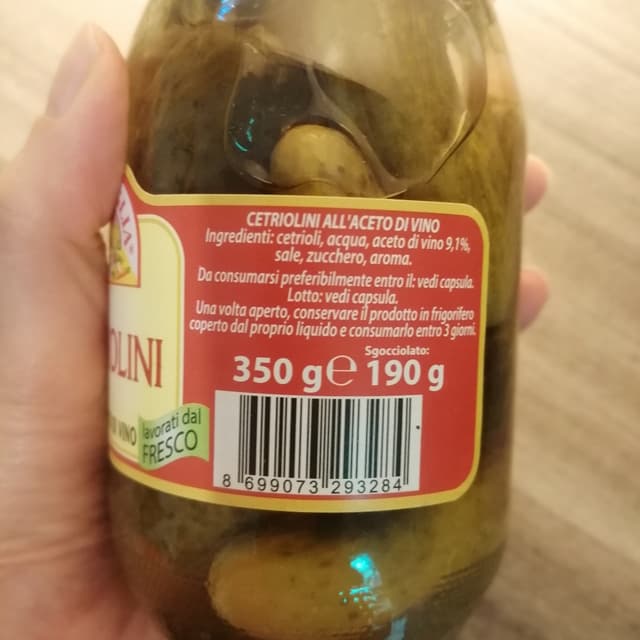 CETRIOLINI ALL'ACETO DI VINO
Ingredienti: cetrioli, acqua, aceto di vino 9,1%,
sale, zucchero, aroma.
Da consumarsi preferibilmente entro il: vedi capsula.
Lotto: vedi capsula.
Una volta aperto, conservare il prodotto in frigorifero
coperto dal proprio liquido e consumarlo entro 3 giorni.
Sgocciolato:
350 g℮ 190 g
OLINI
VINO
lavorati dal
FRESCO
8 699073 293284